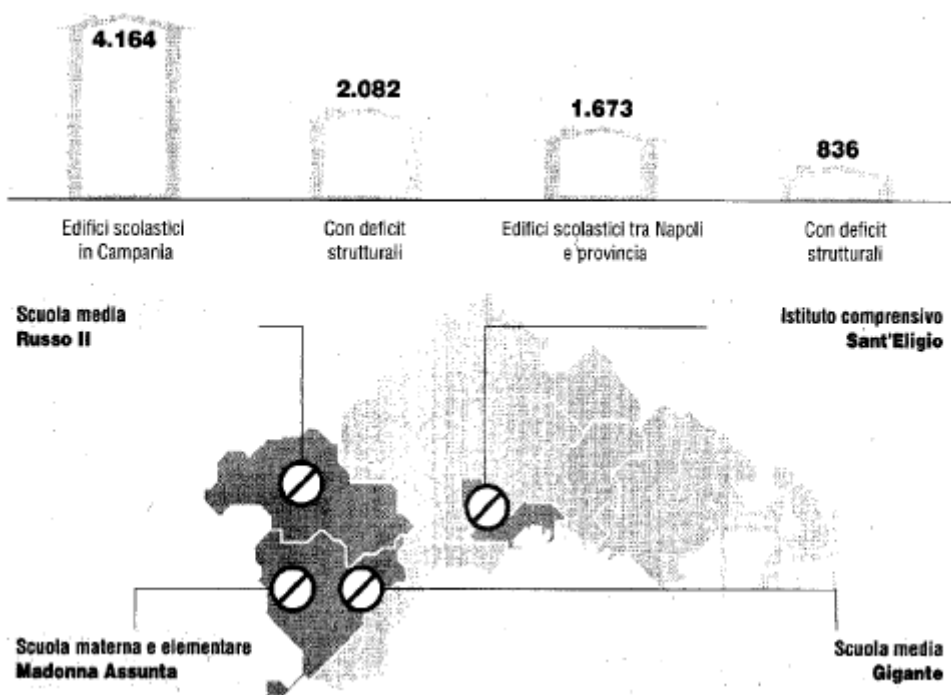 4.164
2.082
1.673
836
Edifici scolastici
in Campania
Con deficit
strutturali
Edifici scolastici tra Napoli
e provincia
Con deficit
strutturali
Scuola media
Russo II
Istituto comprensivo
Sant'Eligio
Scuola materna e elementare
Madonna Assunta
Scuola media
Gigante